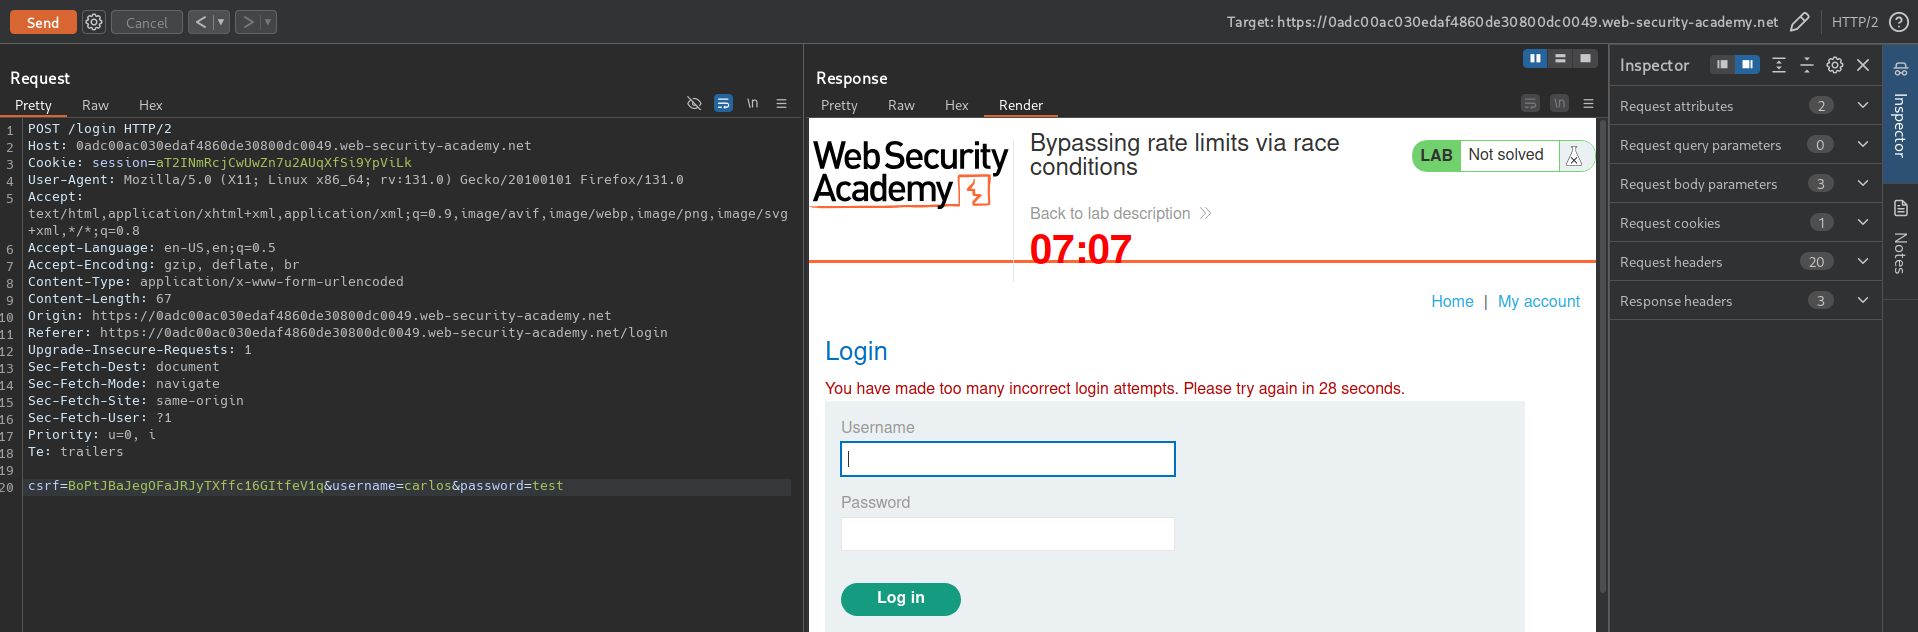 Send
Cancel
Target: https://0adc00ac030edaf4860de30800dc0049.web-security-academy.net
HTTP/2
Request
Pretty Raw Hex
\n
1 POST /login HTTP/2
2 Host: 0adc00ac030edaf4860de30800dc0049.web-security-academy.net
3 Cookie: session=aT2INmRcjCwUwZn7u2AUqXfSi9YpViLk
4 User-Agent: Mozilla/5.0 (X11; Linux x86_64; rv:131.0) Gecko/20100101 Firefox/131.0
5 Accept:
text/html,application/xhtml+xml,application/xml;q=0.9,image/avif,image/webp,image/png,image/svg
+xml,*/*;q=0.8
6 Accept-Language: en-US,en;q=0.5
7 Accept-Encoding: gzip, deflate, br
8 Content-Type: application/x-www-form-urlencoded
9 Content-Length: 67
10 Origin: https://0adc00ac030edaf4860de30800dc0049.web-security-academy.net
11 Referer: https://0adc00ac030edaf4860de30800dc0049.web-security-academy.net/login
12 Upgrade-Insecure-Requests: 1
13 Sec-Fetch-Dest: document
14 Sec-Fetch-Mode: navigate
15 Sec-Fetch-Site: same-origin
16 Sec-Fetch-User: ?1
17 Priority: u=0, i
18 Te: trailers
19
20 csrf=BoPtJBaJegOFaJRJyTXffc16GItfeV1q&username=carlos&password=test
Response
Pretty Raw Hex Render
\n
Web Security
Academy
Bypassing rate limits via race
conditions
LAB Not solved
Back to lab description
07:07
Home | My account
Login
You have made too many incorrect login attempts. Please try again in 28 seconds.
Username
Password
Log in
Inspector
Request attributes 2
Request query parameters 0
Request body parameters 3
Request cookies 1
Request headers 20
Response headers 3
Inspector
Notes